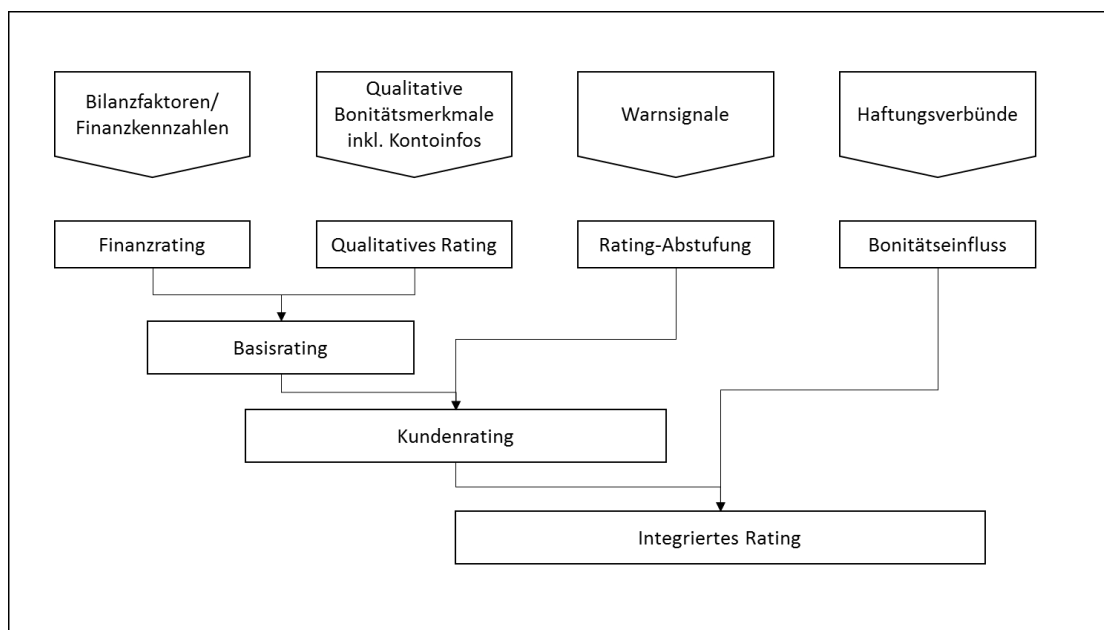 Bilanzfaktoren/
Finanzkennzahlen
Qualitative
Bonitätsmerkmale
inkl. Kontoinfos
Warnsignale
Haftungsverbünde
Finanzrating
Qualitatives Rating
Rating-Abstufung
Bonitätseinfluss
Basisrating
Kundenrating
Integriertes Rating